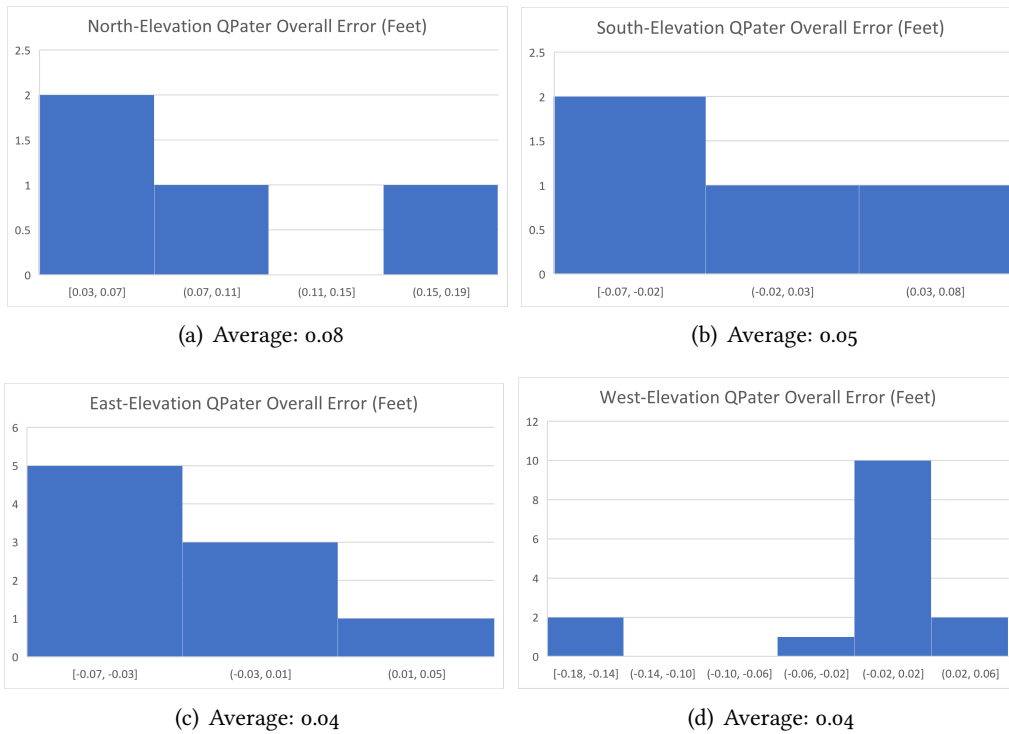 North-Elevation QPater Overall Error (Feet)
2.5
2
1.5
1
0.5
0
[0.03, 0.07] (0.07, 0.11] (0.11, 0.15] (0.15, 0.19]
(a) Average: 0.08
South-Elevation QPater Overall Error (Feet)
2.5
2
1.5
1
0.5
0
[-0.07, -0.02] (-0.02, 0.03] (0.03, 0.08]
(b) Average: 0.05
East-Elevation QPater Overall Error (Feet)
6
5
4
3
2
1
0
[-0.07, -0.03] (-0.03, 0.01] (0.01, 0.05]
(c) Average: 0.04
West-Elevation QPater Overall Error (Feet)
12
10
8
6
4
2
0
[-0.18, -0.14] (-0.14, -0.10] (-0.10, -0.06] (-0.06, -0.02] (-0.02, 0.02] (0.02, 0.06]
(d) Average: 0.04